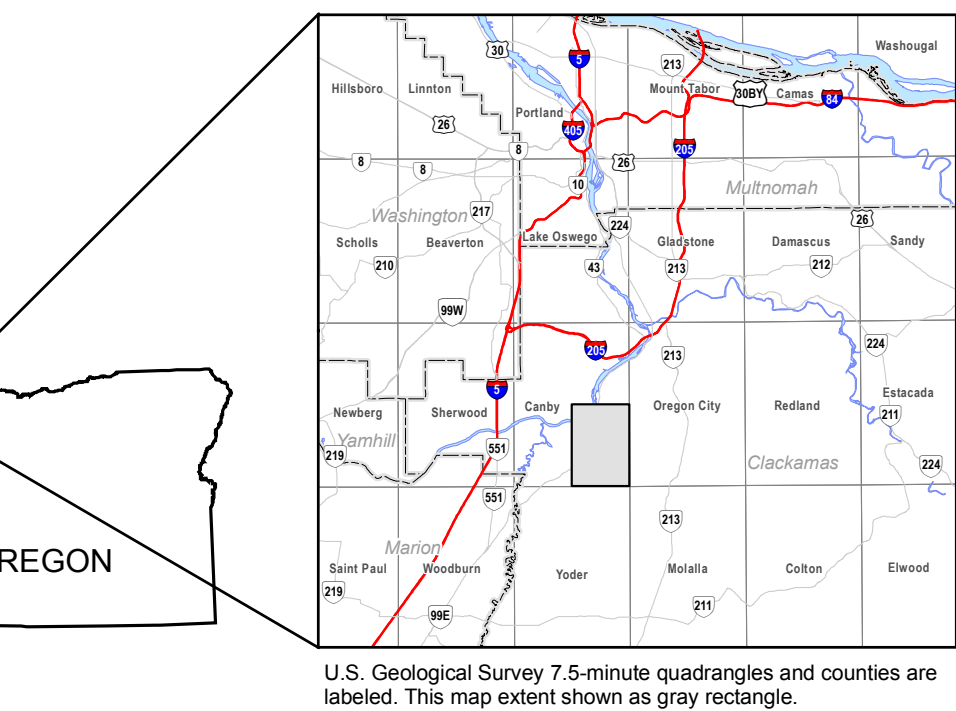 Washougal
30
5
213
Hillsboro Linnton Mount Tabor 30BY Camas 84
Portland
26 405
8 205
8 8 26
10 Multnomah
Washington 217
224 26
Lake Oswego
Scholls Beaverton Gladstone Damascus Sandy
210 43 213 212
99W
205 213 224
5
Newberg Sherwood Canby Oregon City Redland Estacada
211
Yamhill
219 551 Clackamas 224
551
213
Marion
REGON
Saint Paul Woodburn Yoder Molalla Colton Elwood
219
99E 211
U.S. Geological Survey 7.5-minute quadrangles and counties are
labeled. This map extent shown as gray rectangle.